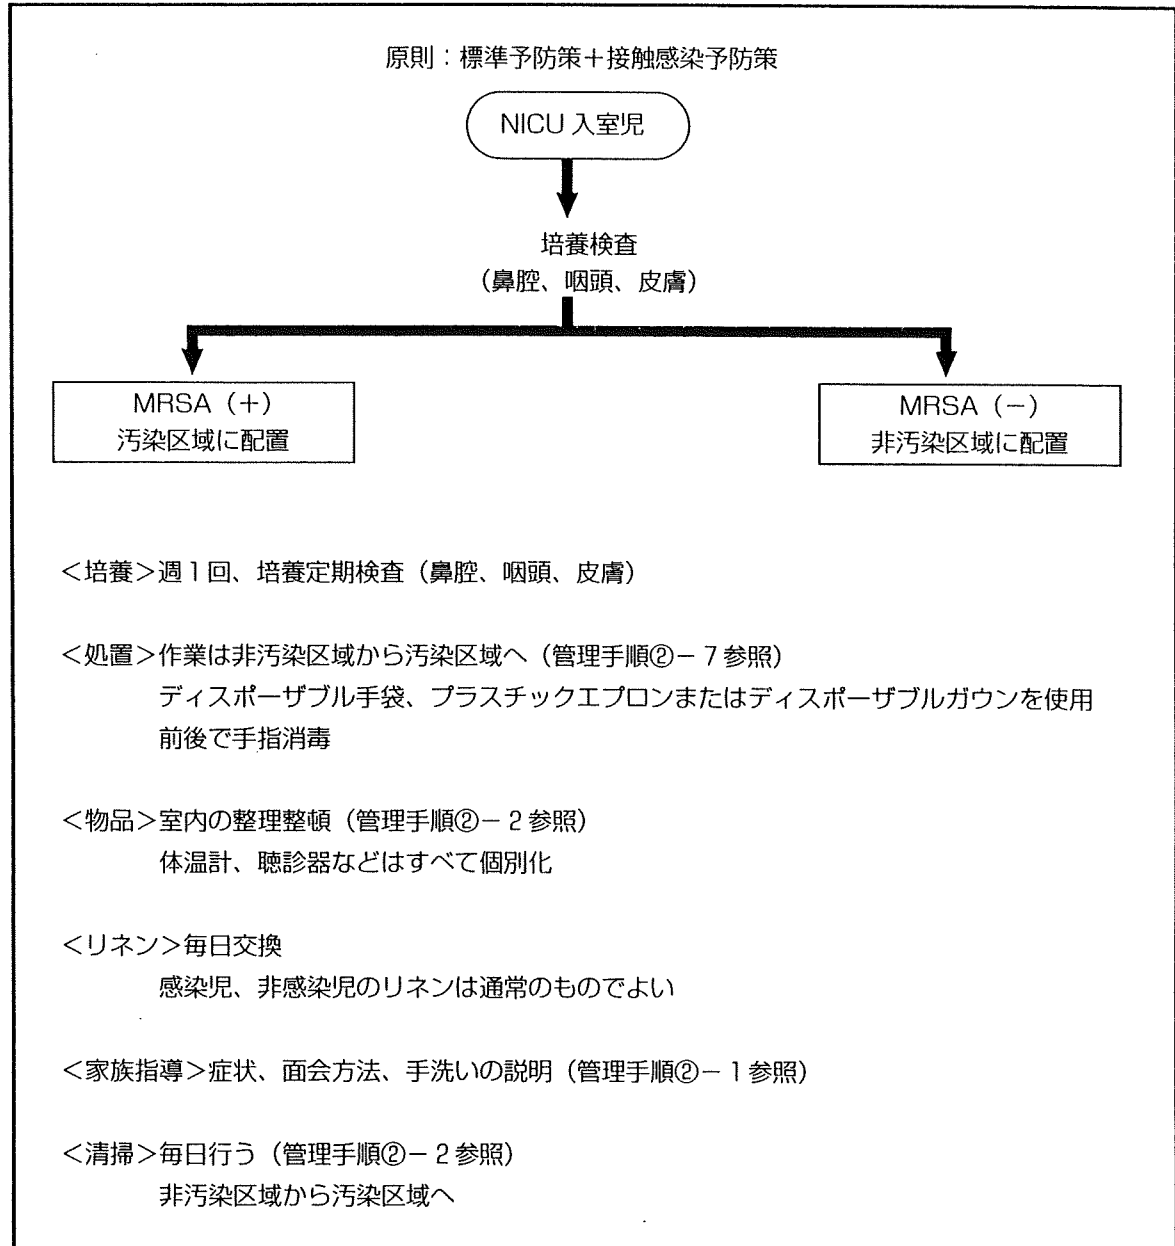 原則：標準予防策＋接触感染予防策
NICU 入室児
培養検査
（鼻腔、咽頭、皮膚）
MRSA（＋）
汚染区域に配置
MRSA（－）
非汚染区域に配置
＜培養＞週1回、培養定期検査（鼻腔、咽頭、皮膚）
＜処置＞作業は非汚染区域から汚染区域へ（管理手順②－7参照）
ディスポーザブル手袋、プラスチックエプロンまたはディスポーザブルガウンを使用
前後で手指消毒
＜物品＞室内の整理整頓（管理手順②－2参照）
体温計、聴診器などはすべて個別化
＜リネン＞毎日交換
感染児、非感染児のリネンは通常のものでよい
＜家族指導＞症状、面会方法、手洗いの説明（管理手順②－1参照）
＜清掃＞毎日行う（管理手順②－2参照）
非汚染区域から汚染区域へ